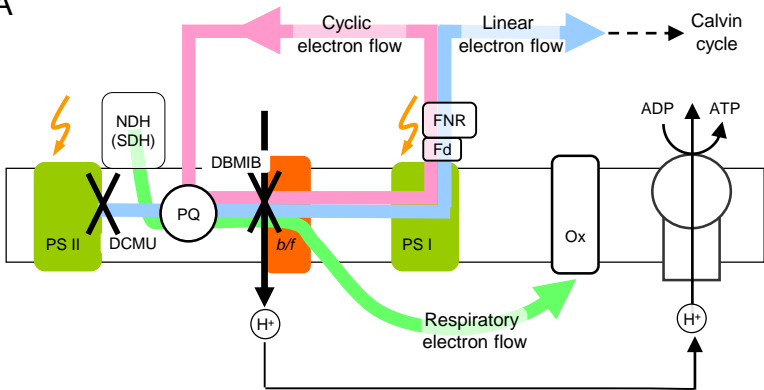 A
Cyclic
electron flow
Linear
electron flow
Calvin
cycle
NDH
(SDH)
FNR
Fd
ADP
ATP
DBMIB
PQ
PS II
DCMU
b/f
PS I
Ox
H+
Respiratory
electron flow
H+